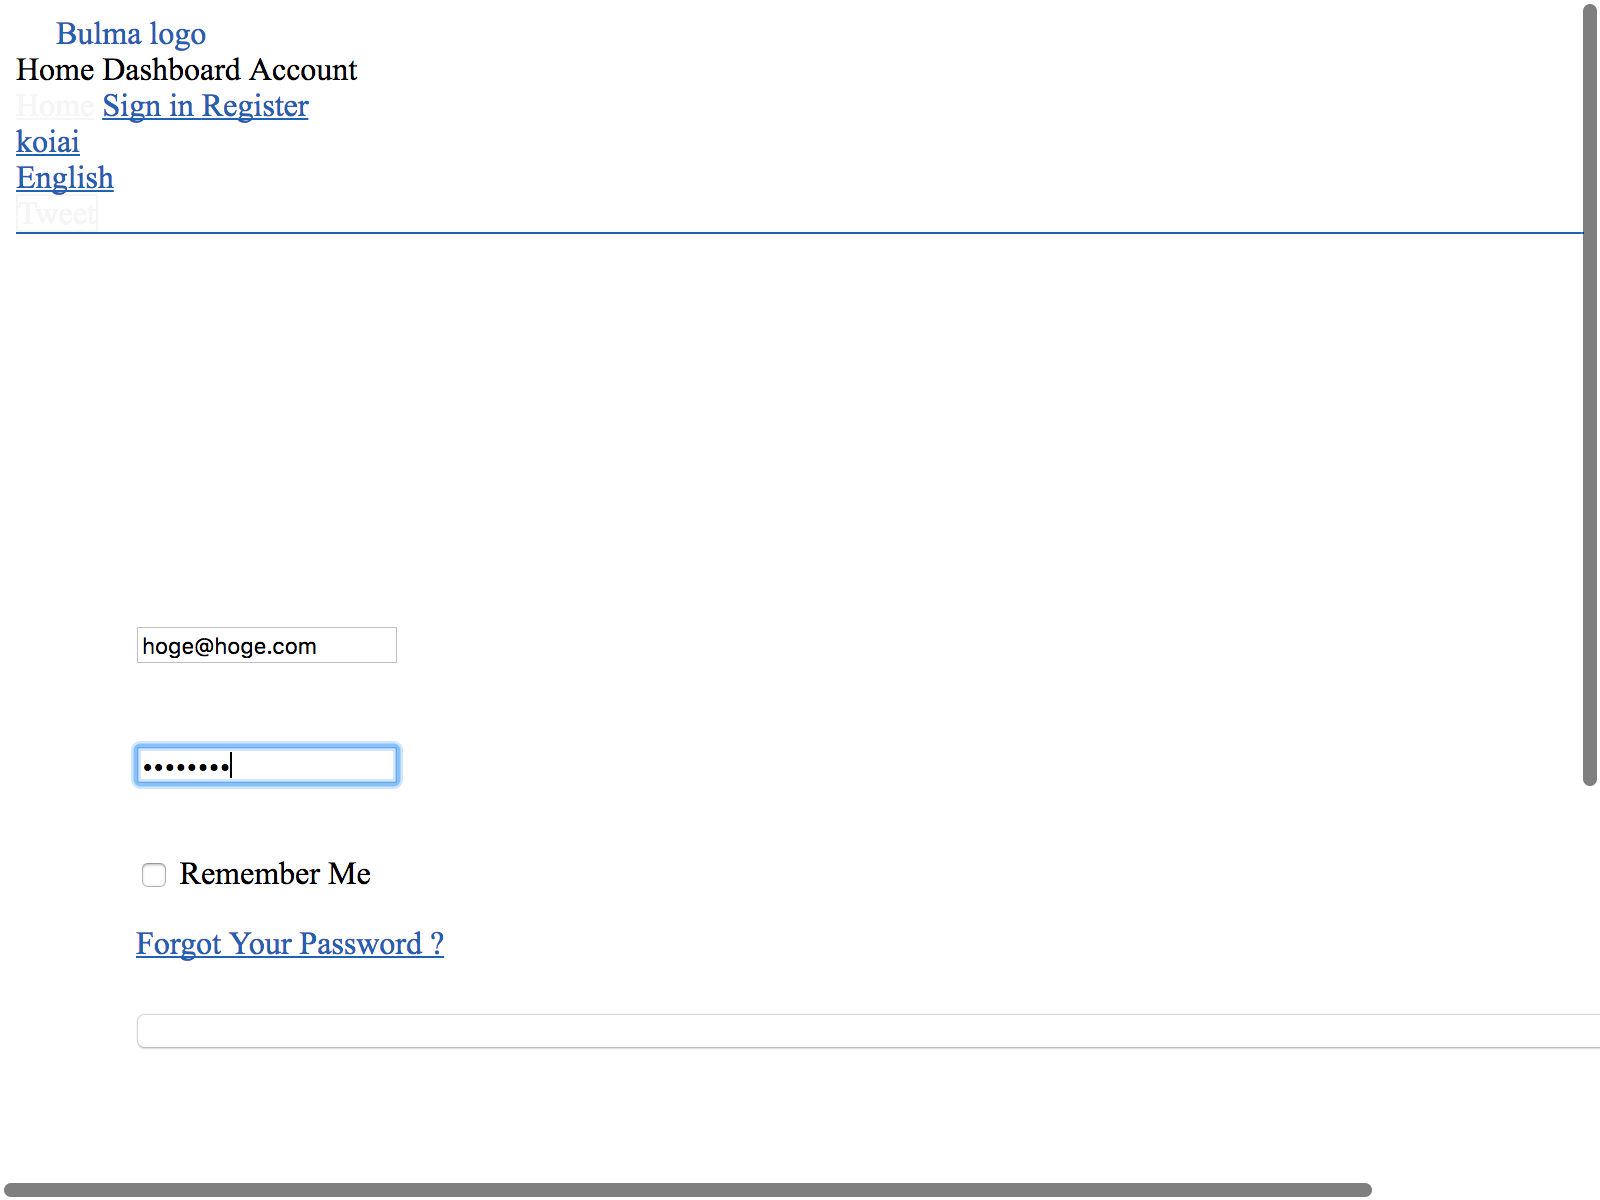 Bulma logo
Home Dashboard Account
Home Sign in Register
koiai
English
Tweet
hoge@hoge.com
••••••••
Remember Me
Forgot Your Password ?